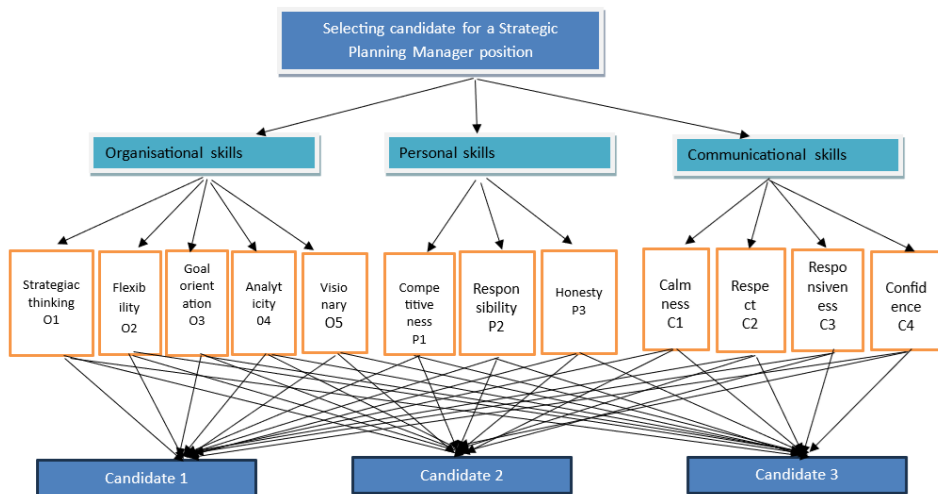 Selecting candidate for a Strategic
Planning Manager position
Organisational skills
Personal skills
Communicational skills
Strategiac
thinking
O1
Flexib
ility
O2
Goal
orient
ation
O3
Analyt
icity
04
Visio
nary
O5
Compe
titive
ness
P1
Respon
sibility
P2
Honesty
P3
Calm
ness
C1
Respe
ct
C2
Respo
nsiven
ess
C3
Confid
ence
C4
Candidate 1
Candidate 2
Candidate 3